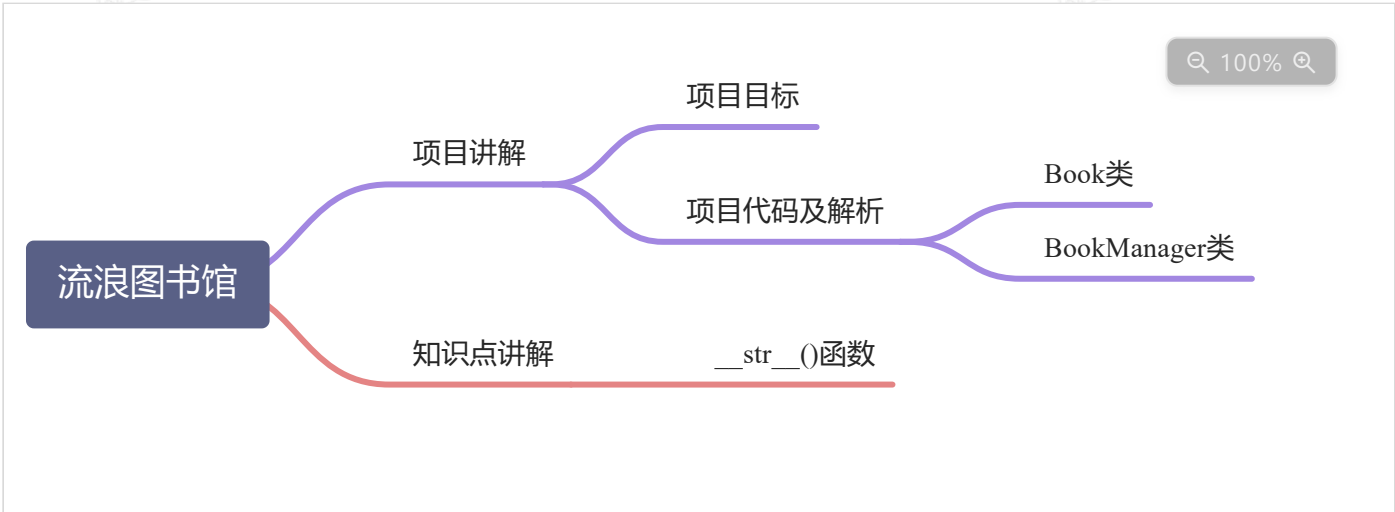 100%
项目目标
项目讲解
Book类
项目代码及解析
BookManager类
流浪图书馆
知识点讲解
__str__()函数